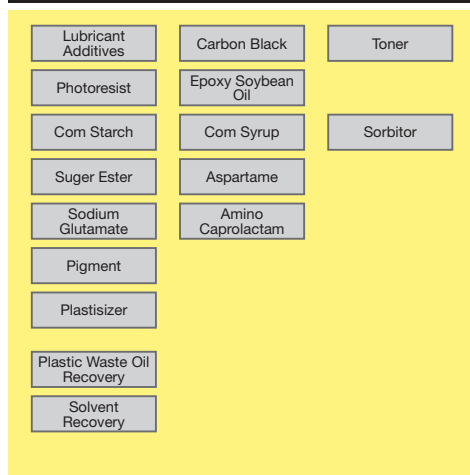 Lubricant
Additives
Carbon Black
Toner
Photoresist
Epoxy Soybean
Oil
Com Starch
Com Syrup
Sorbitor
Suger Ester
Aspartame
Sodium
Glutamate
Amino
Caprolactam
Pigment
Plastisizer
Plastic Waste Oil
Recovery
Solvent
Recovery